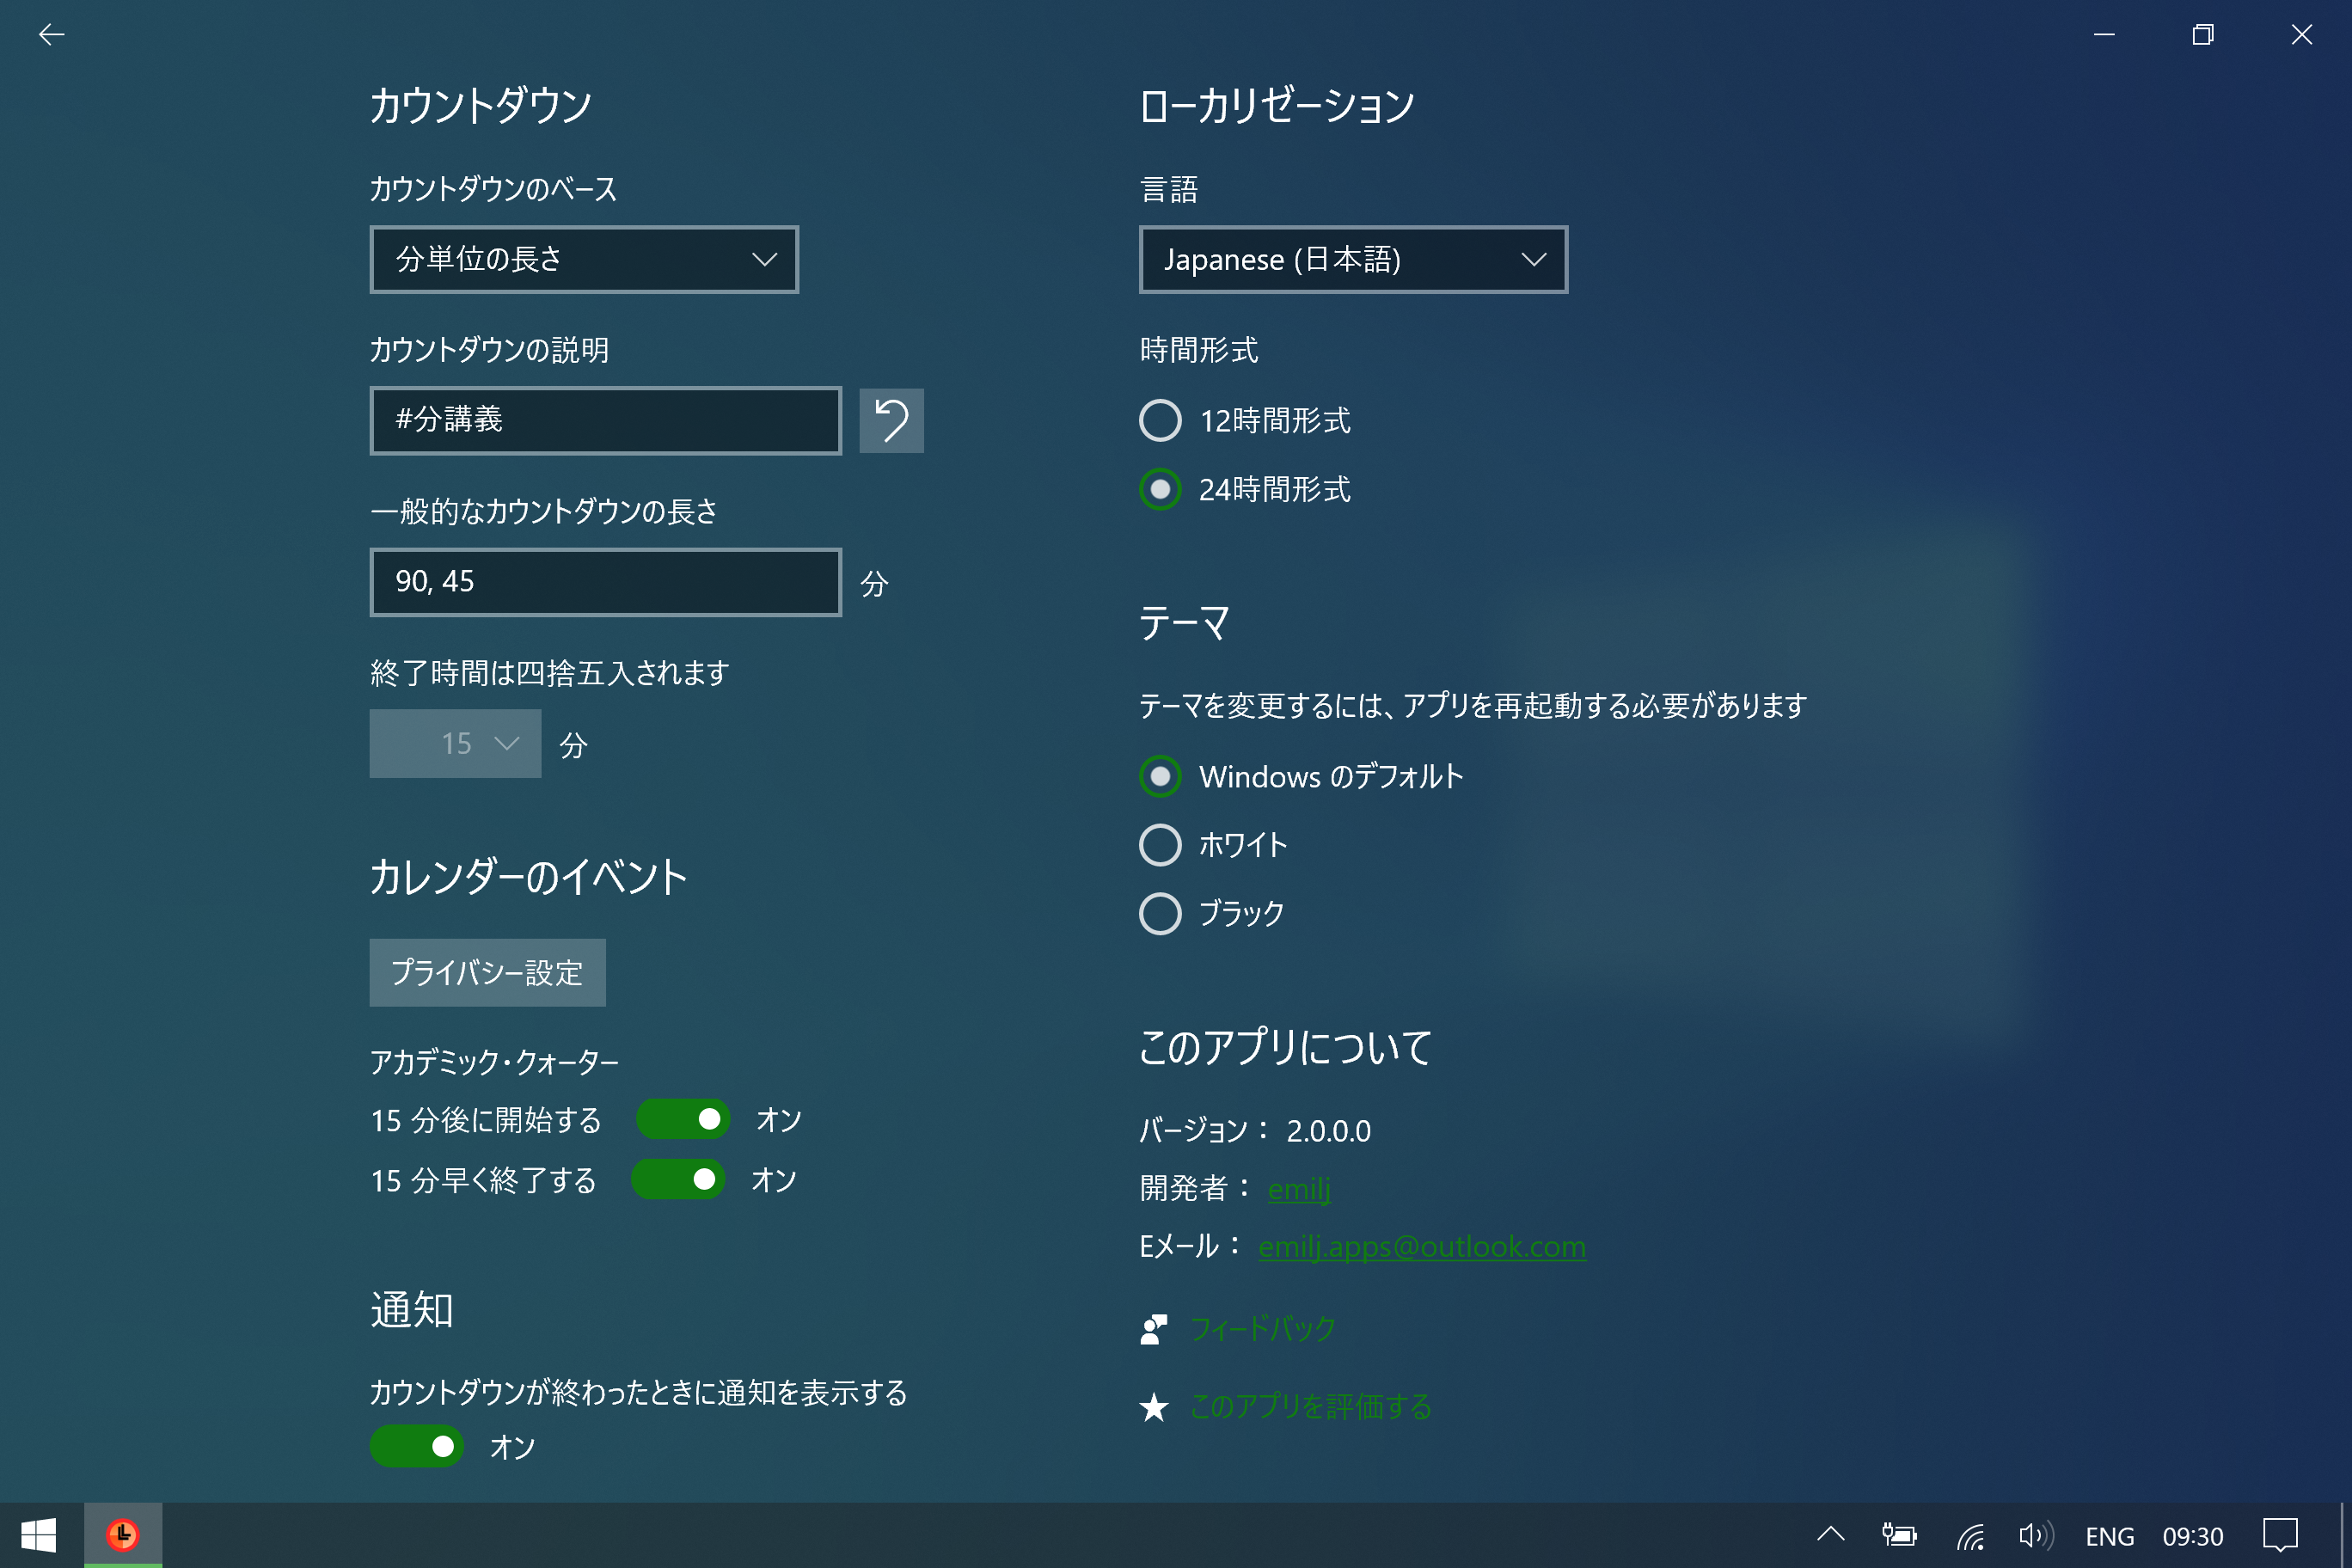 カウントダウン
カウントダウンのベース
分単位の長さ
カウントダウンの説明
#分講義
一般的なカウントダウンの長さ
90, 45 分
終了時間は四捨五入されます
15 分
カレンダーのイベント
プライバシー設定
アカデミック・クォーター
15 分後に開始する オン
15 分早く終了する オン
通知
カウントダウンが終わったときに通知を表示する
オン
ローカリゼーション
言語
Japanese (日本語)
時間形式
12時間形式
24時間形式
テーマ
テーマを変更するには、アプリを再起動する必要があります
Windows のデフォルト
ホワイト
ブラック
このアプリについて
バージョン： 2.0.0.0
開発者： emilj
Eメール： emilj.apps@outlook.com
フィードバック
このアプリを評価する
ENG 09:30